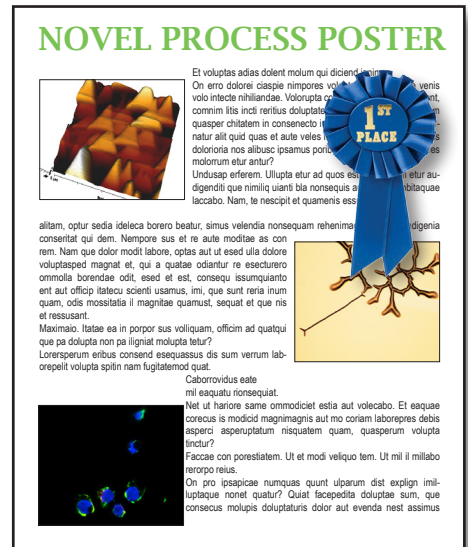 NOVEL PROCESS POSTER
Et voluptas adias dolent molum qui diciend
On erro dolorei ciaspie nimpores venis
volo intecte nihiliandae. Volorupta
comnim litis incti reritius doluptate
quasper chitatem in consenecto
natur alit quid quas et aute veles
dolorioria nos alibusc ipsamus
molorrum etur antur?
Undusap erferem. Ullupta etur ad quos etur au-
digenditi que nimiliq uianti bla nonsequis
laccabo. Nam, te nescipit et quamenis
1ST
PLACE
alitam, optur sedia ideleca borero beatur, simus velendia nonsequam
conseritat qui dem. Nempore sus et re aute moditae as con
rem. Nam que dolor modit labore, optas aut ut esed ulla dolore
voluptasped magnat et, qui a quatae odiantur re esecturero
ommolla borendae odit, esed et est, consequ issumquianto
ent aut officip itatecu scienti usamus, imi, que sunt reria inum
quam, odis mossitatia il magnitae quamust, sequat et que nis
et ressusant.
Maximaio. Itatae ea in porpor sus volliquam, officim ad quatqui
que pa dolupta non pa iligniat molupta tetur?
Lorersperum eribus consend esequassus dis sum verrum lab-
orepelit volupta spitin nam fugitatemod quat.
Caborrovidus eate
mil eaquatu rionsequiat.
Net ut hariore same ommodiciet estia aut volecabo. Et eaquae
corecus is modicid magnimagnis aut mo coriam laborepres debis
asperci asperuptatum nisquatem quam, quasperum volupta
tinctur?
Faccae con porestiatem. Ut et modi veliquo tem. Ut mil il millabo
rerorpo reius.
On pro ipsapicae numquas quunt ulparum dist explign imil-
luptaque nonet quatur? Quiat facepedita doluptae sum, que
consecus molupis doluptaturis dolor aut evenda nest assimus